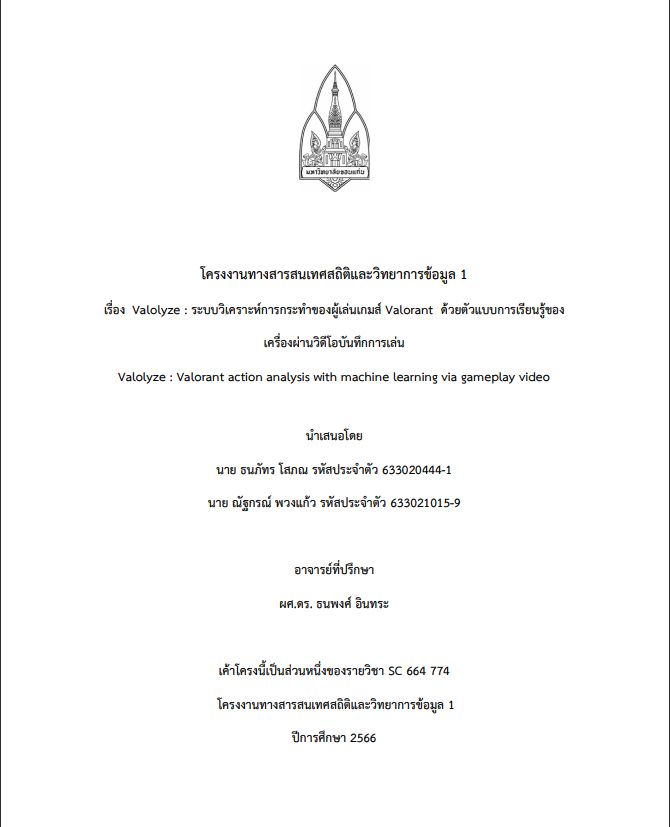 มหาวิทยาลัยขอนแก่น
โครงงานทางสารสนเทศสถิติและวิทยาการข้อมูล 1
เรื่อง Valolyze : ระบบวิเคราะห์การกระทำของผู้เล่นเกมส์ Valorant ด้วยตัวแบบการเรียนรู้ของ
เครื่องผ่านวิดีโอบันทึกการเล่น
Valolyze : Valorant action analysis with machine learning via gameplay video
นำเสนอโดย
นาย ธนภัทร โสภณ รหัสประจำตัว 633020444-1
นาย ณัฐกรณ์ พวงแก้ว รหัสประจำตัว 633021015-9
อาจารย์ที่ปรึกษา
ผศ.ดร. ธนพงศ์ อินทระ
เค้าโครงนี้เป็นส่วนหนึ่งของรายวิชา SC 664 774
โครงงานทางสารสนเทศสถิติและวิทยาการข้อมูล 1
ปีการศึกษา 2566